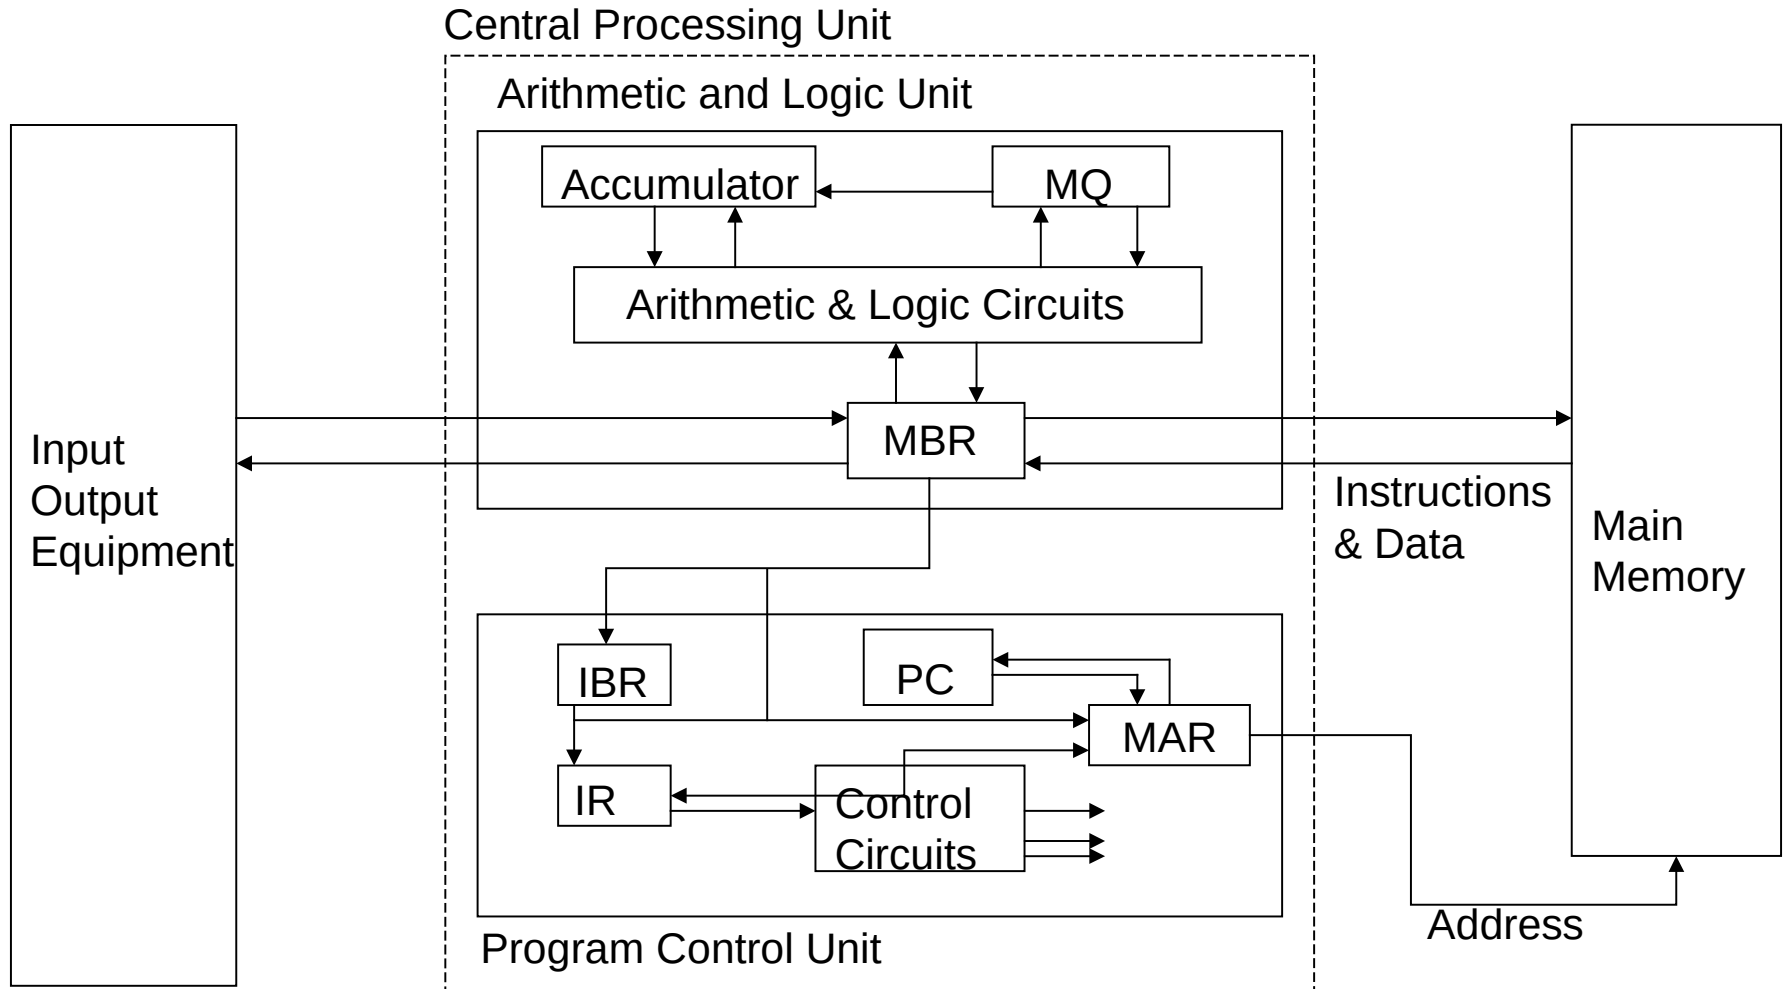 Central Processing Unit
Arithmetic and Logic Unit
Accumulator
MQ
Arithmetic & Logic Circuits
MBR
Input
Output
Equipment
Instructions
& Data
Main
Memory
IBR
PC
MAR
IR
Control
Circuits
Address
Program Control Unit